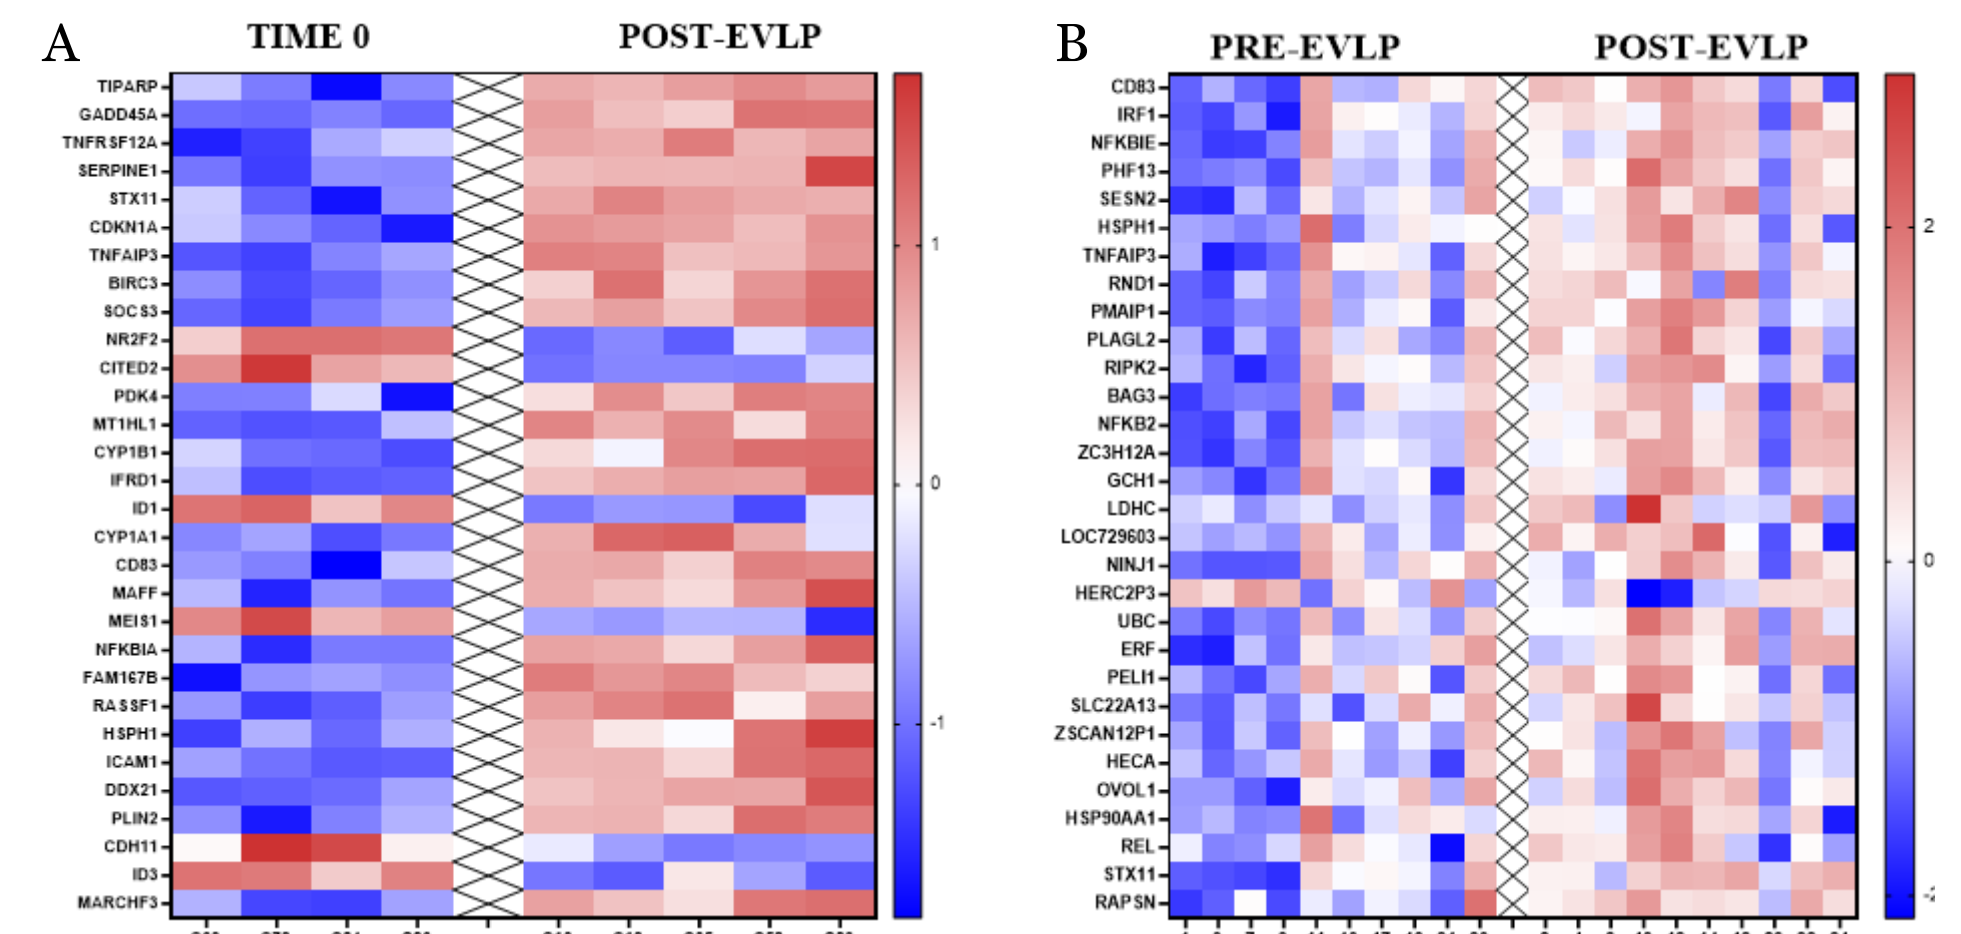 A
TIME 0
POST-EVLP
TIPARP
GADD45A
TNFRSF12A
SERPINE1
STX11
CDKN1A
TNFAIP3
BIRC3
SOCS3
NR2F2
CITED2
PDK4
MT1HL1
CYP1B1
IFRD1
ID1
CYP1A1
CD83
MAFF
MEIS1
NFKBIA
FAM167B
RASSF1
HSPH1
ICAM1
DDX21
PLIN2
CDH11
ID3
MARCHF3
1
0
-1
B
PRE-EVLP
POST-EVLP
CD83
IRF1
NFKBIE
PHF13
SESN2
HSPH1
TNFAIP3
RND1
PMAIP1
PLAGL2
RIPK2
BAG3
NFKB2
ZC3H12A
GCH1
LDHC
LOC729603
NINJ1
HERC2P3
UBC
ERF
PELI1
SLC22A13
ZSCAN12P1
HECA
OVOL1
HSP90AA1
REL
STX11
RAPSN
2
0
-2